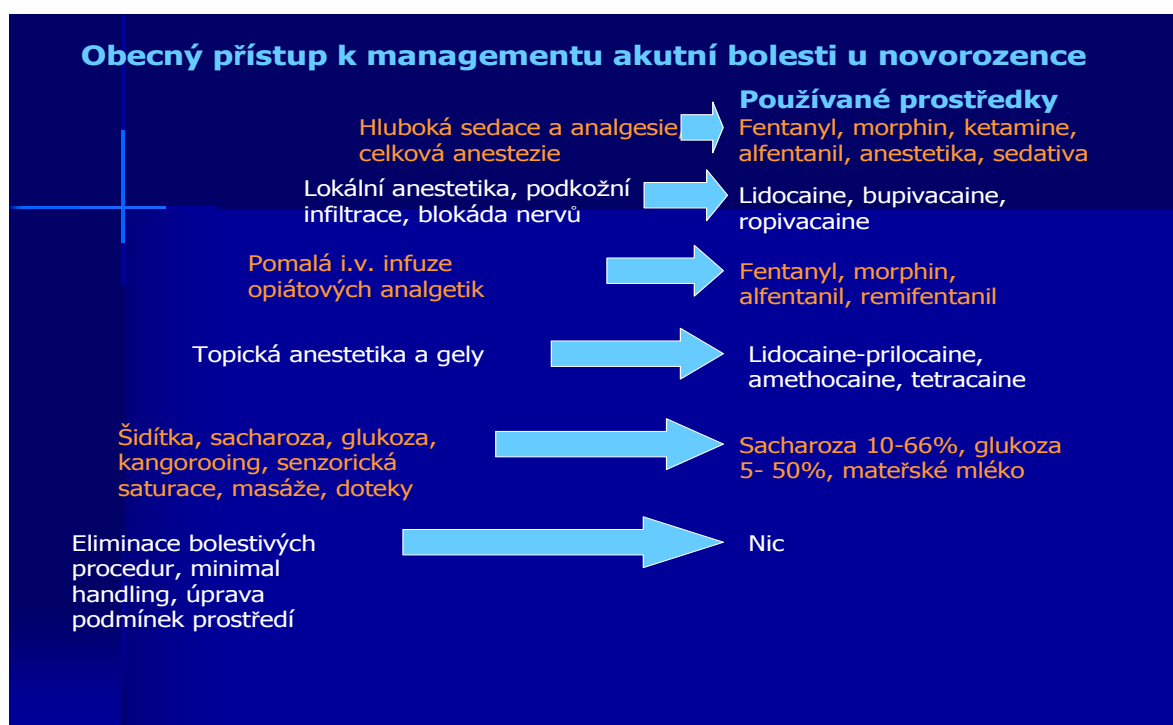 Obecný přístup k managementu akutní bolesti u novorozence
Používané prostředky
Hluboká sedace a analgesie,
celková anestezie
Fentanyl, morphin, ketamine,
alfentanil, anestetika, sedativa
Lokální anestetika, podkožní
infiltrace, blokáda nervů
Lidocaine, bupivacaine,
ropivacaine
Pomalá i.v. infuze
opiátových analgetik
Fentanyl, morphin,
alfentanil, remifentanil
Topická anestetika a gely
Lidocaine-prilocaine,
amethocaine, tetracaine
Šidítka, sacharoza, glukoza,
kangorooing, senzorická
saturace, masáže, doteky
Sacharoza 10-66%, glukoza
5- 50%, mateřské mléko
Eliminace bolestivých
procedur, minimal
handling, úprava
podmínek prostředí
Nic